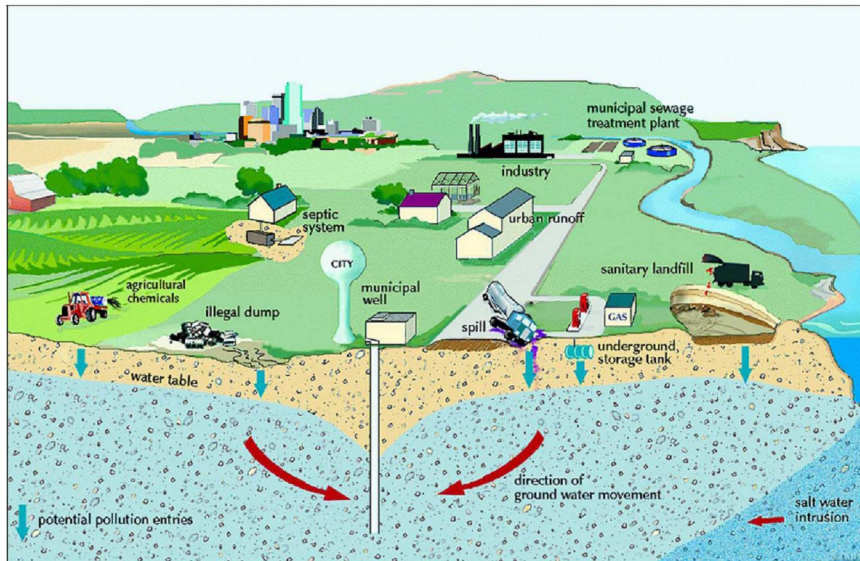 municipal sewage
treatment plant
industry
septic
system
urban runoff
CITY
municipal
well
sanitary landfill
agricultural
chemicals
illegal dump
spill
GAS
underground
storage tank
water table
direction of
ground water movement
salt water
intrusion
potential pollution entries